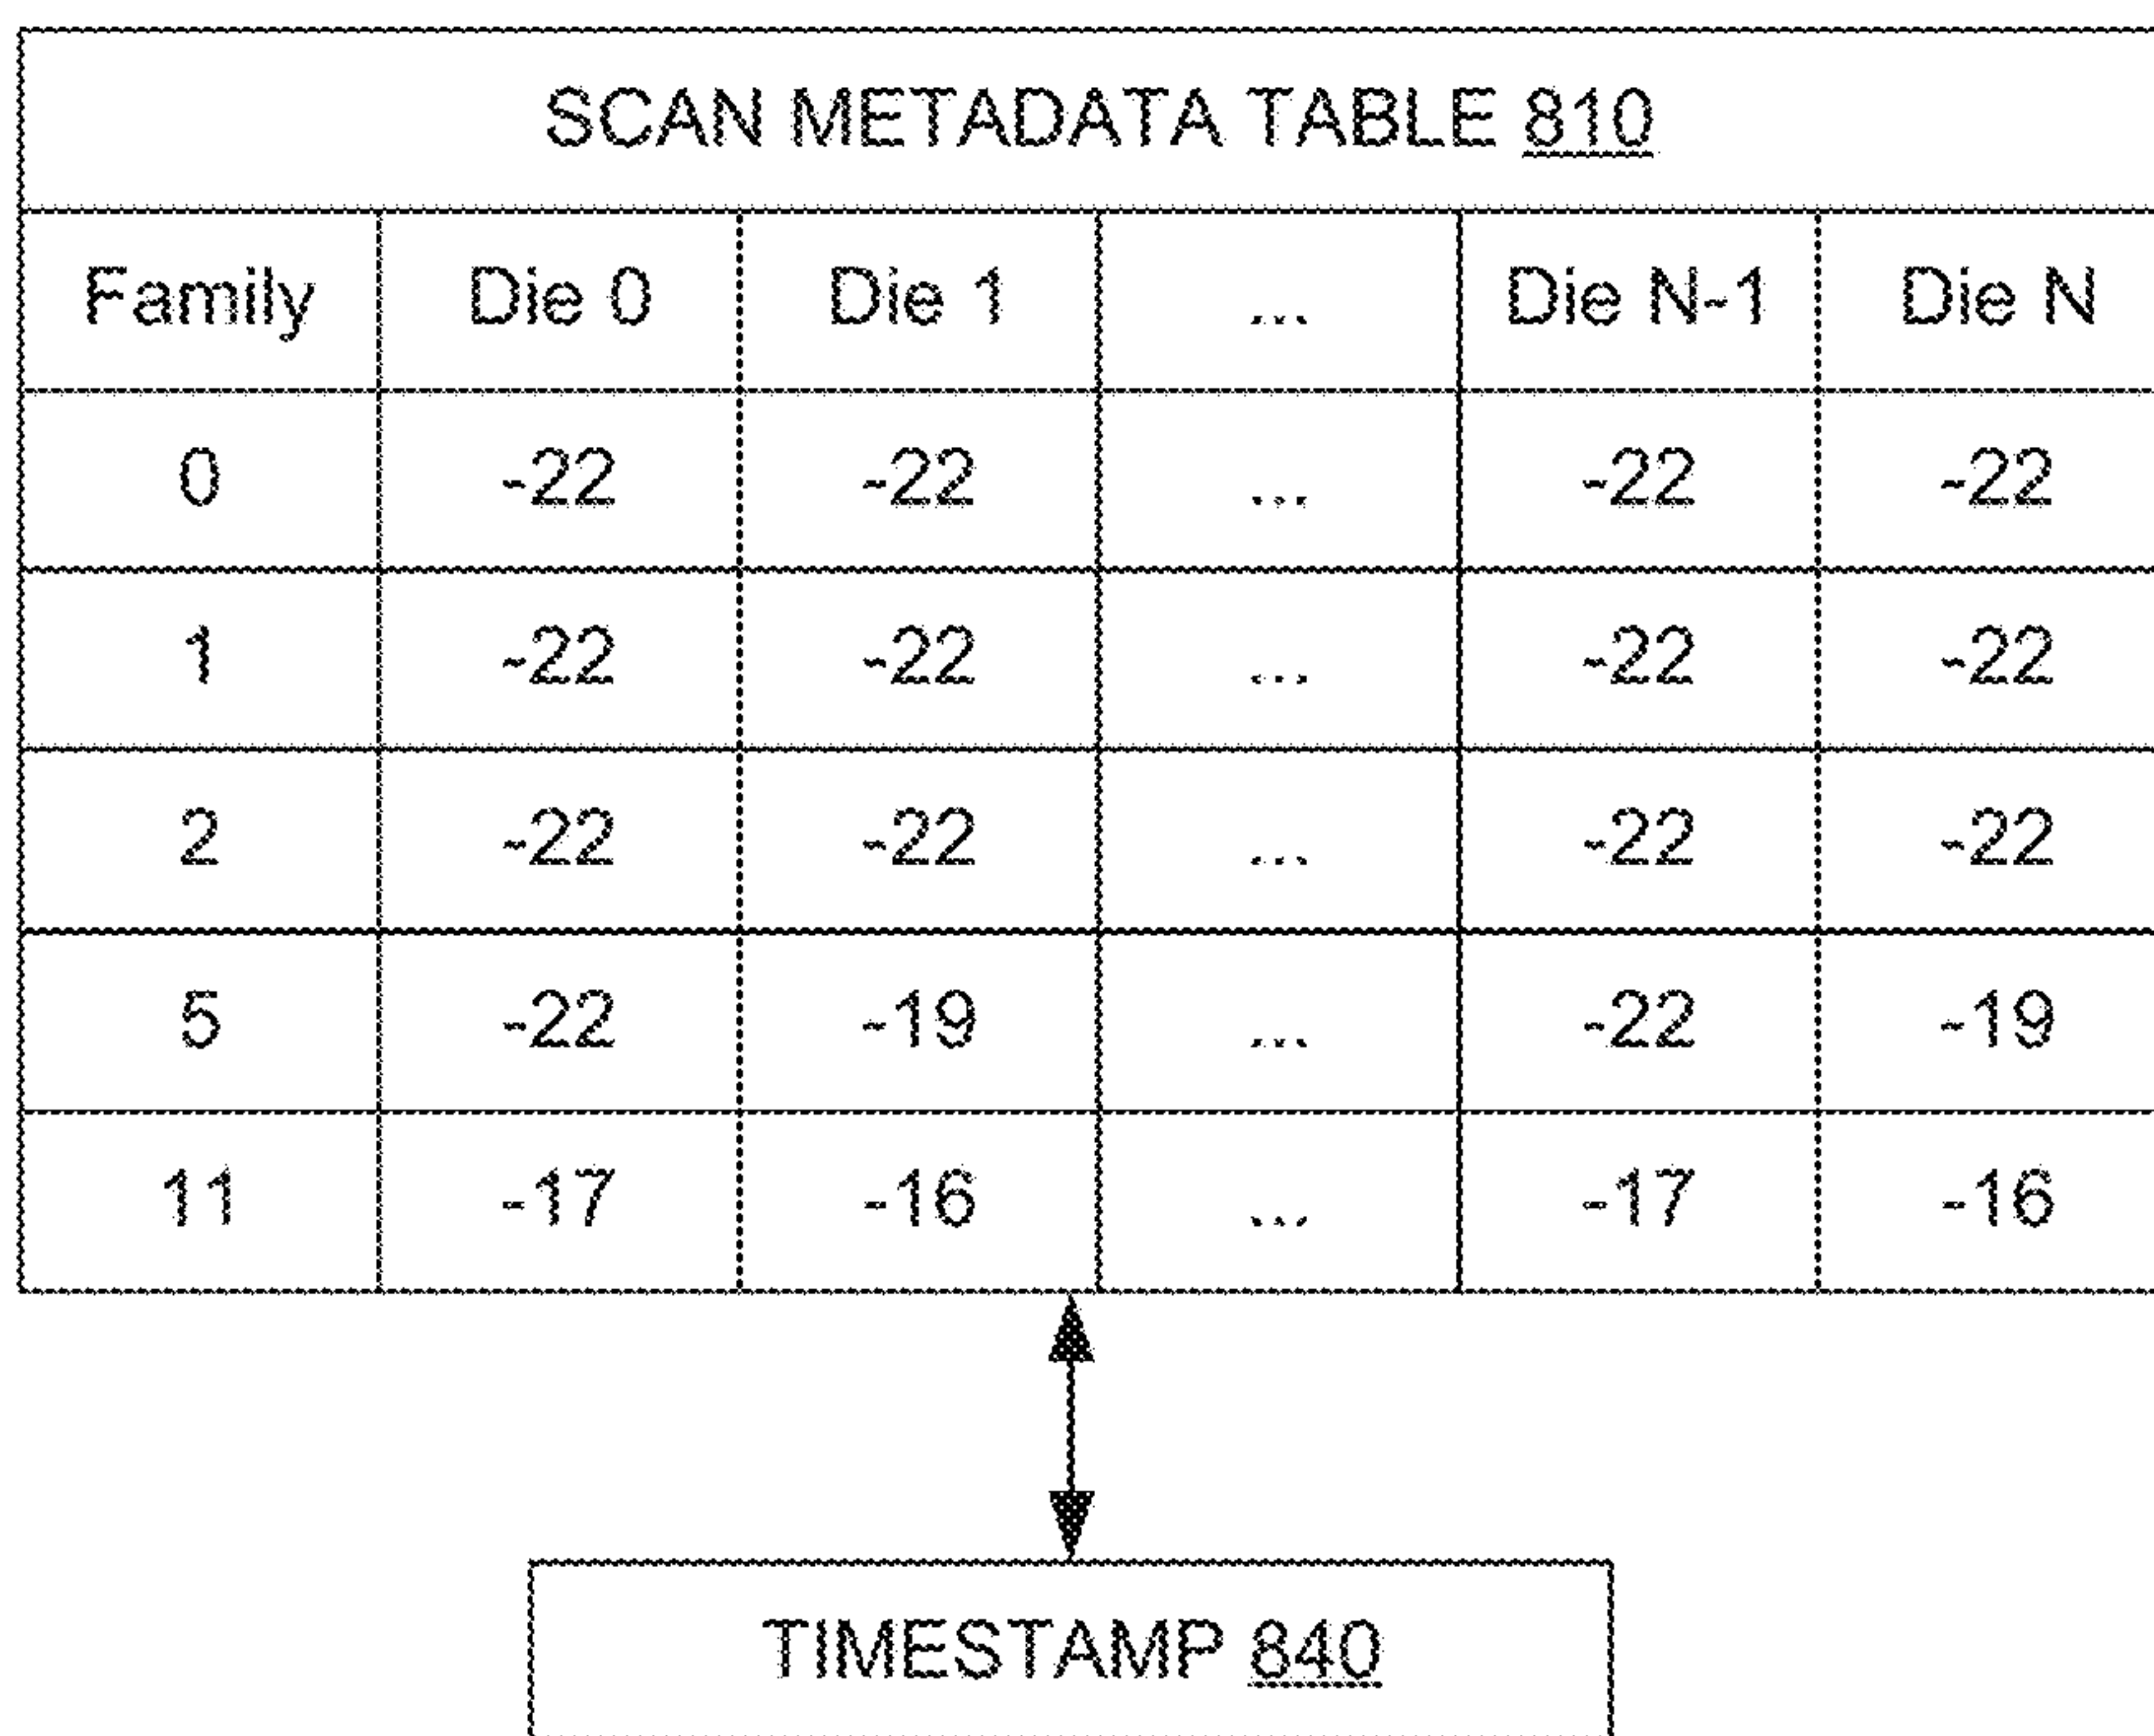 SCAN METADATA TABLE 810
Family Die 0 Die 1 ... Die N-1 Die N
0 -22 -22 ... -22 -22
1 -22 -22 ... -22 -22
2 -22 -22 ... -22 -22
5 -22 -19 ... -22 -19
11 -17 -16 ... -17 -16
TIMESTAMP 840